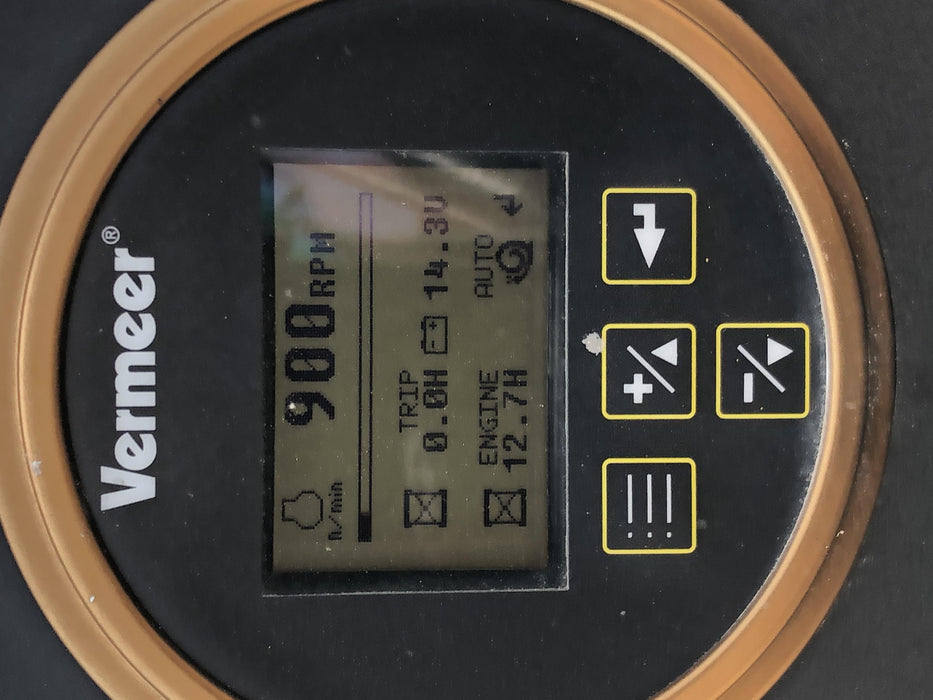 Vermeer®
n/min 900RPM
TRIP
0.0H 14.3V
ENGINE AUTO
12.7H
+ 
-